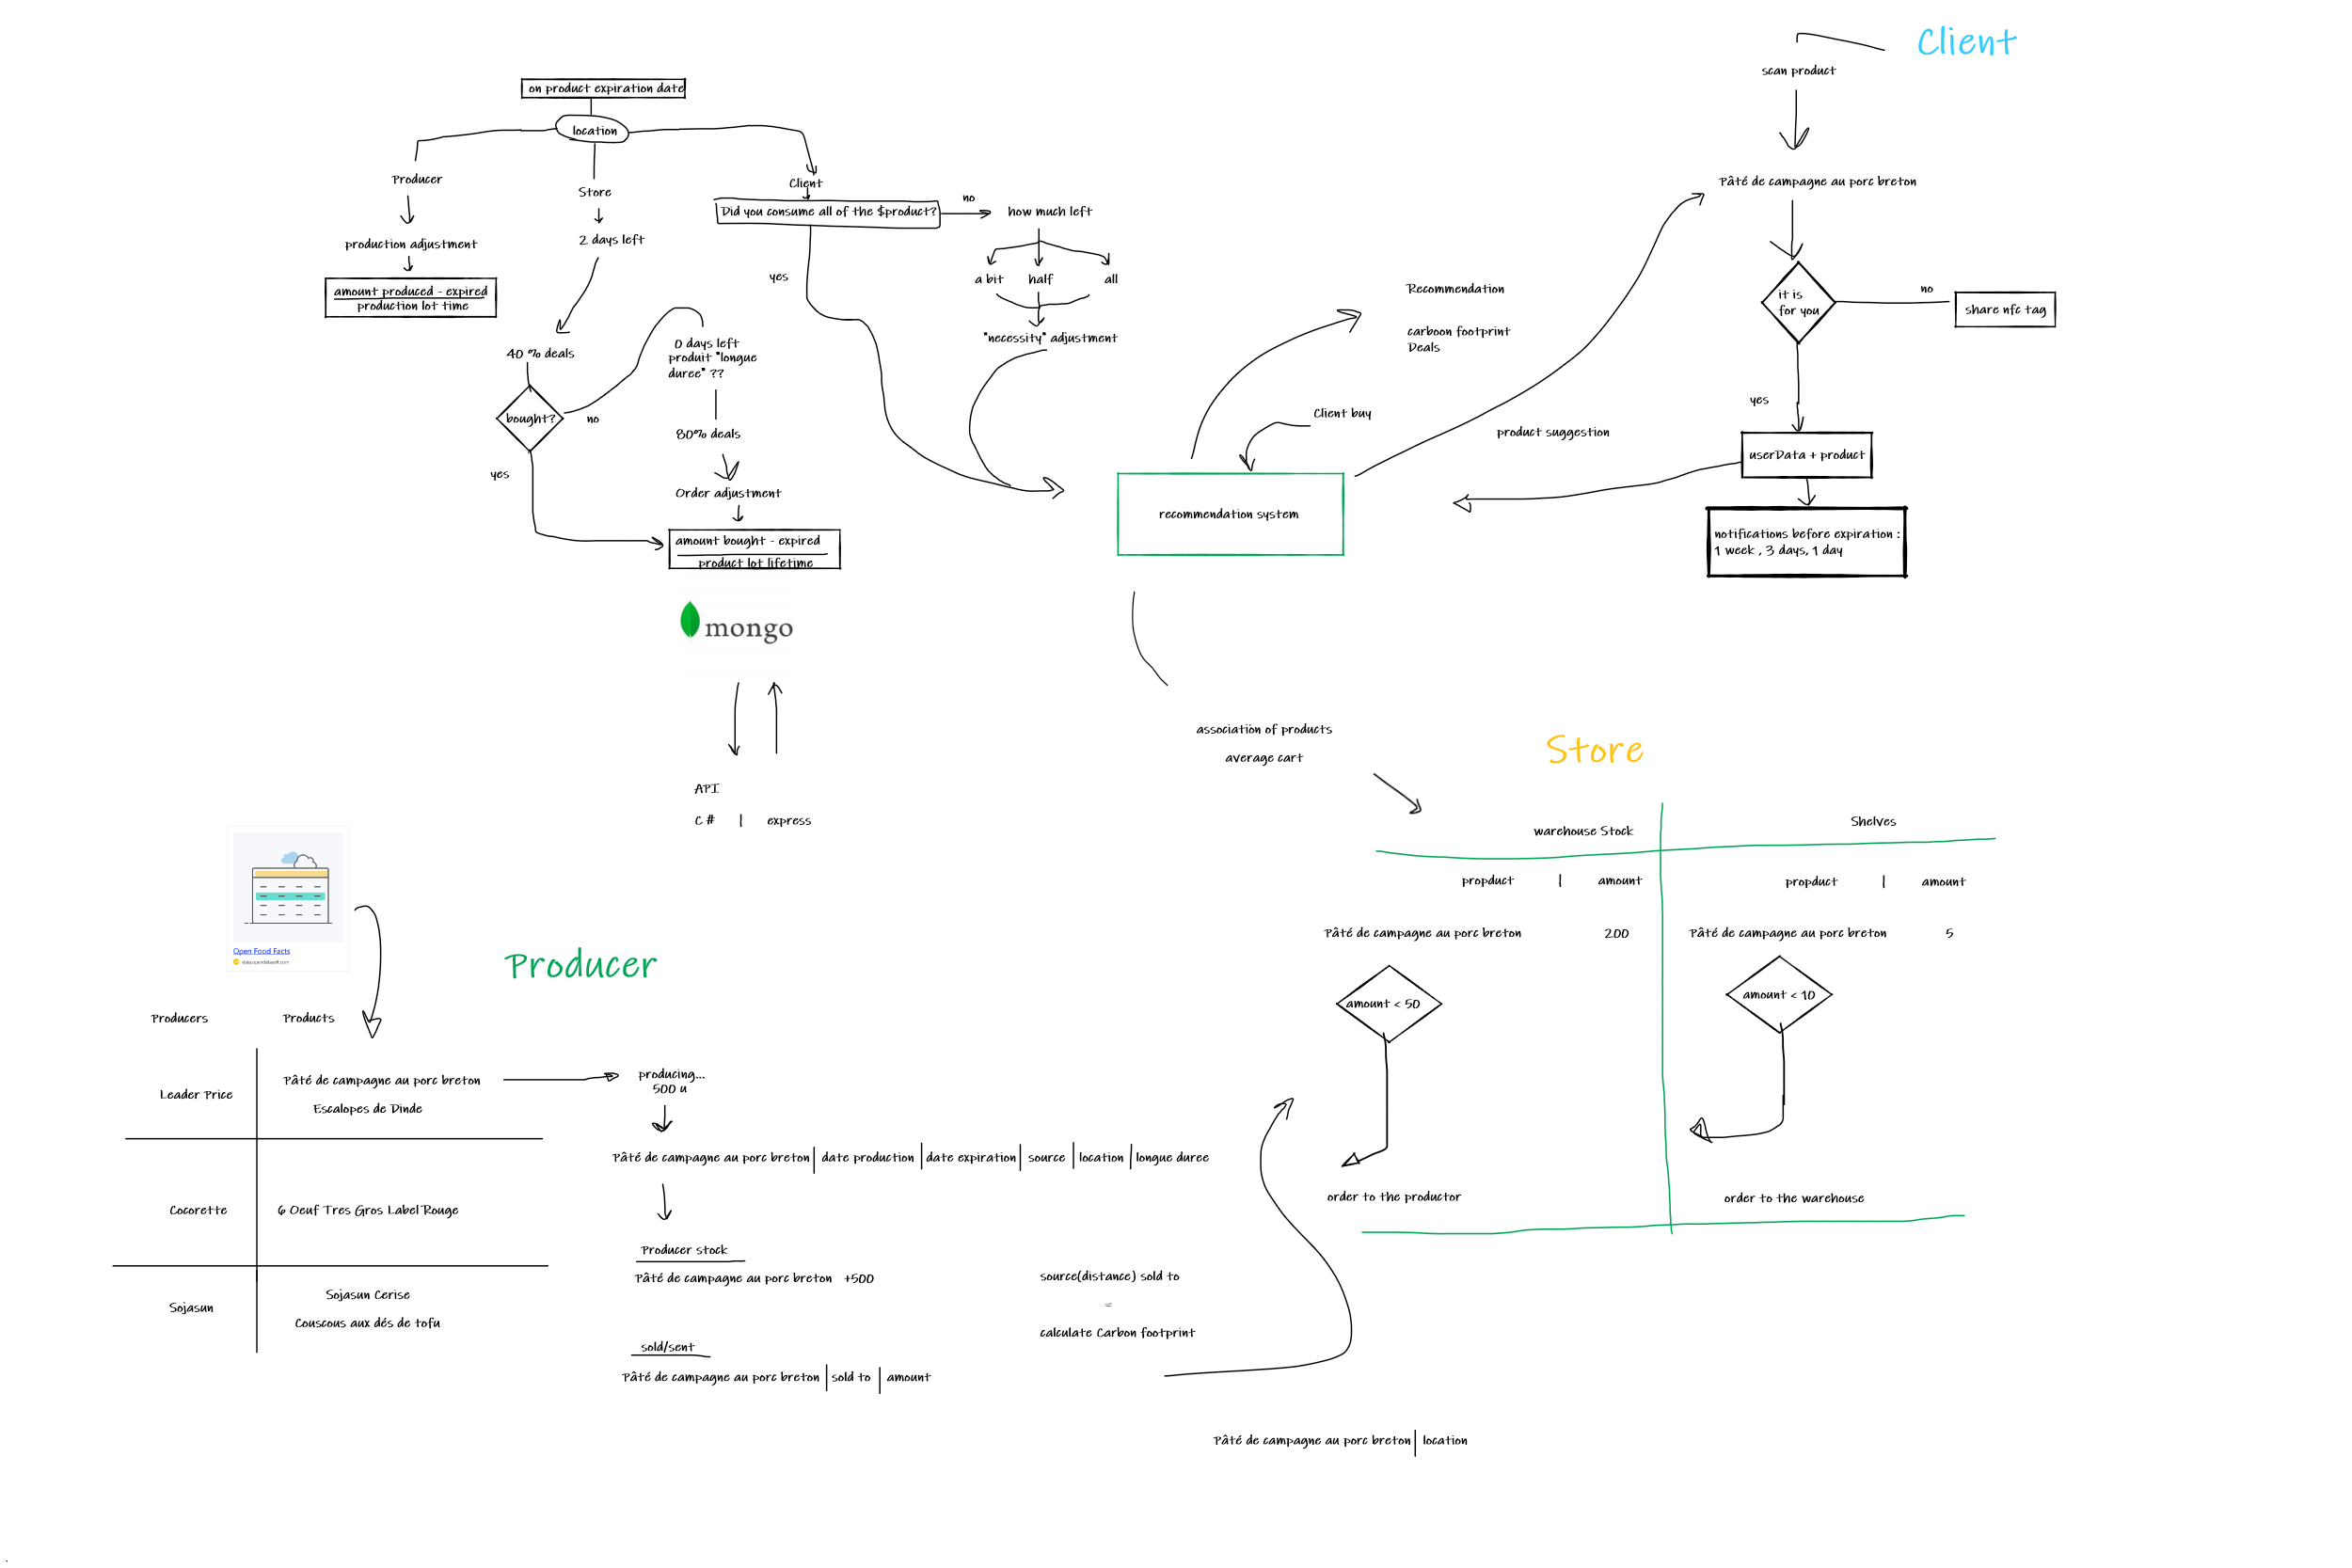 Client
scan product
on product expiration date
location
Producer
Store
Client
Pâté de campagne au porc breton
Did you consume all of the $product?
no
how much left
production adjustment
2 days left
yes
a bit
half
all
amount produced - expired
production lot time
it is
for you
no
share nfc tag
Recommendation
carboon footprint
Deals
"necessity" adjustment
40 % deals
0 days left
produit "longue
duree" ??
bought?
no
yes
80% deals
Client buy
product suggestion
yes
userData + product
Order adjustment
recommendation system
notifications before expiration :
1 week , 3 days, 1 day
amount bought - expired
product lot lifetime
mongo
association of products
average cart
Store
API
C # | express
warehouse Stock
Shelves
propduct | amount
propduct | amount
Pâté de campagne au porc breton 200
Pâté de campagne au porc breton 5
amount < 50
amount < 10
order to the productor
order to the warehouse
Open Food Facts
data.opendatasoft.com
Producer
Producers
Products
Leader Price
Pâté de campagne au porc breton
Escalopes de Dinde
producing...
500 u
Pâté de campagne au porc breton | date production | date expiration | source | location | longue duree
Cocorette
6 Oeuf Tres Gros Label Rouge
Producer stock
Pâté de campagne au porc breton +500
Sojasun
Sojasun Cerise
Couscous aux dés de tofu
source(distance) sold to
=
calculate Carbon footprint
sold/sent
Pâté de campagne au porc breton | sold to | amount
Pâté de campagne au porc breton | location